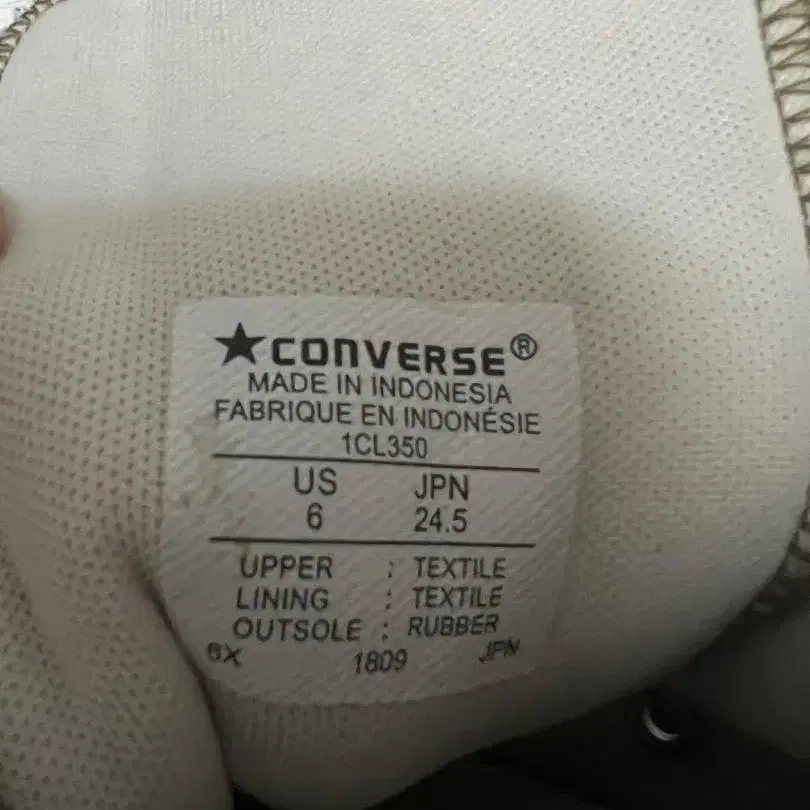 ★CONVERSE®
MADE IN INDONESIA
FABRIQUE EN INDONÉSIE
1CL350
US JPN
6 24.5
UPPER : TEXTILE
LINING : TEXTILE
OUTSOLE : RUBBER
6X 1809 JPN